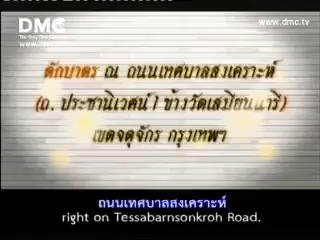 DMC
www.dmc.tv
ตักบาตร ณ ถนนเทศบาลสงเคราะห์
(ถ. ประชานิเวศน์1 ข้างวัดเสมียนนารี)
เขตจตุจักร กรุงเทพฯ
ถนนเทศบาลสงเคราะห์
right on Tessabarnsonkroh Road.